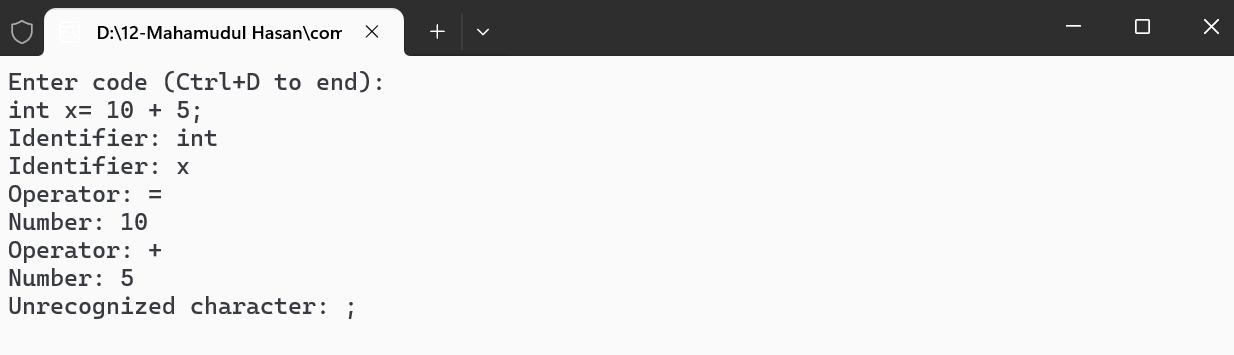 D:\12-Mahamudul Hasan\com
Enter code (Ctrl+D to end):
int x= 10 + 5;
Identifier: int
Identifier: x
Operator: =
Number: 10
Operator: +
Number: 5
Unrecognized character: ;